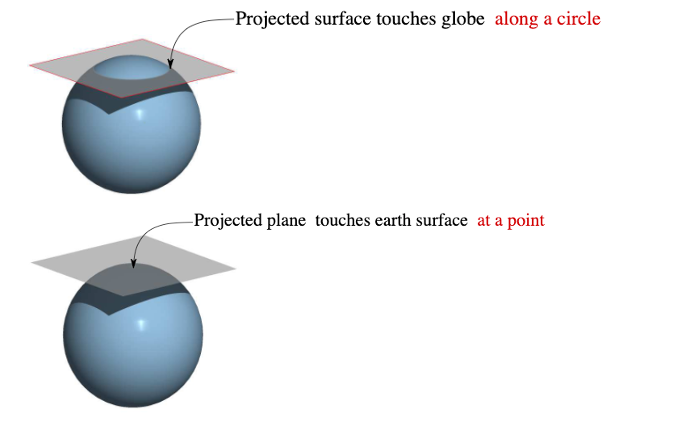 Projected surface touches globe along a circle
Projected plane touches earth surface at a point